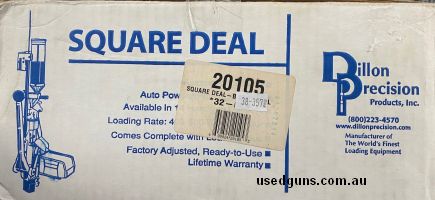 SQUARE DEAL
Auto Pow
Available In 1
Loading Rate: 4
Comes Complete with
Factory Adjusted, Ready-to-Use
Lifetime Warranty
20105
SQUARE DEAL-B
Dillon
Precision
Products, Inc.
(800)223-4570
www.dillonprecision.com
Manufacturer of
The World's Finest
Loading Equipment
usedguns.com.au